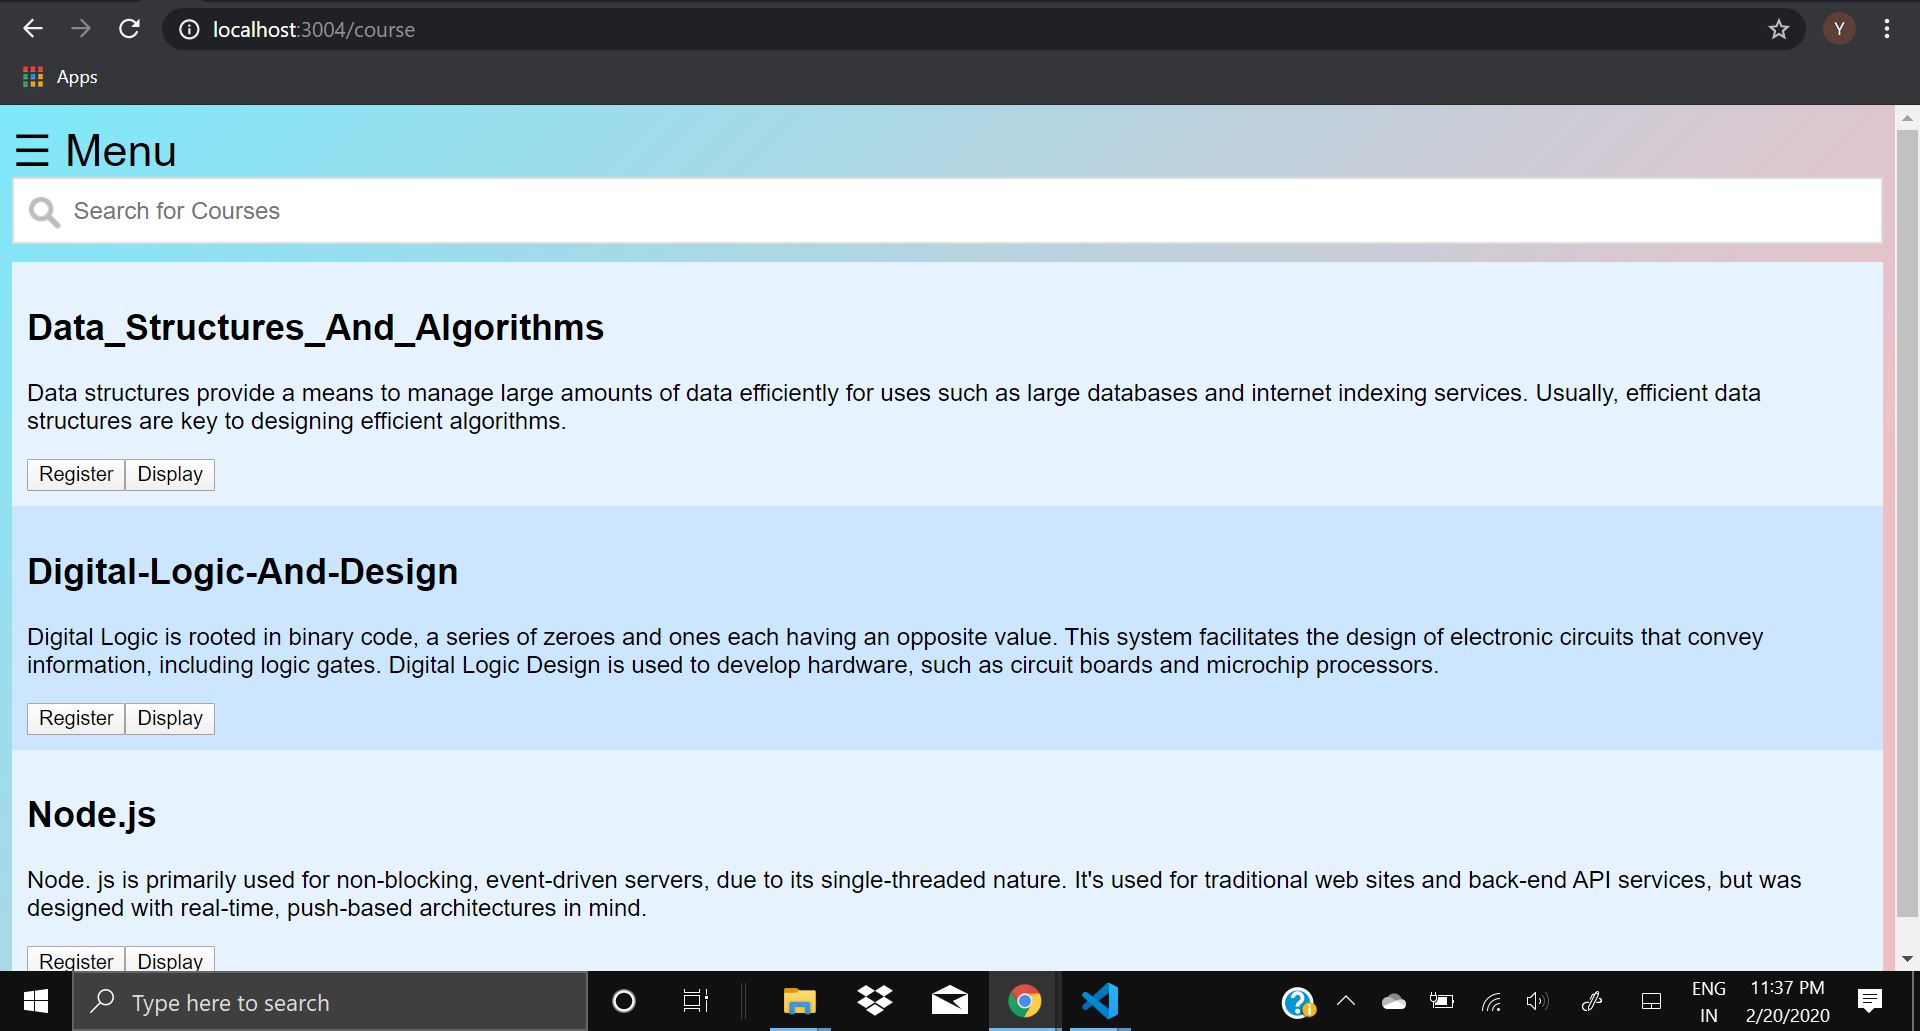 localhost:3004/course
Y
Apps
☰ Menu
Search for Courses
Data_Structures_And_Algorithms
Data structures provide a means to manage large amounts of data efficiently for uses such as large databases and internet indexing services. Usually, efficient data
structures are key to designing efficient algorithms.
Register Display
Digital-Logic-And-Design
Digital Logic is rooted in binary code, a series of zeroes and ones each having an opposite value. This system facilitates the design of electronic circuits that convey
information, including logic gates. Digital Logic Design is used to develop hardware, such as circuit boards and microchip processors.
Register Display
Node.js
Node. js is primarily used for non-blocking, event-driven servers, due to its single-threaded nature. It's used for traditional web sites and back-end API services, but was
designed with real-time, push-based architectures in mind.
Register Display
Type here to search
ENG 11:37 PM
IN 2/20/2020